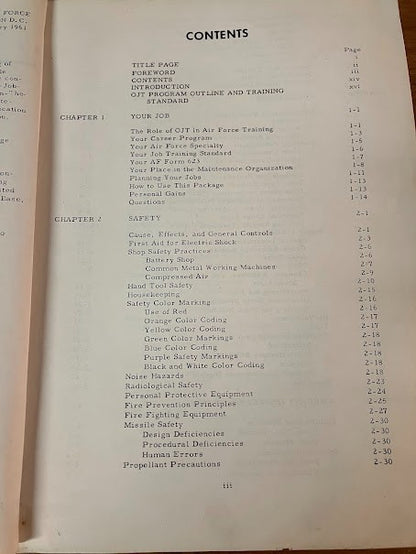 FORCE
N D.C.
ry 1961
CONTENTS
Page
TITLE PAGE i
FOREWORD ii
CONTENTS iii
INTRODUCTION xiv
OJT PROGRAM OUTLINE AND TRAINING STANDARD xvi
CHAPTER 1 YOUR JOB 1-1
The Role of OJT in Air Force Training 1-1
Your Career Program 1-3
Your Air Force Specialty 1-5
Your Job Training Standard 1-6
Your AF Form 623 1-7
Your Place in the Maintenance Organization 1-8
Planning Your Jobs 1-11
How to Use This Package 1-13
Personal Gains 1-13
Questions 1-14
CHAPTER 2 SAFETY 2-1
Cause, Effects, and General Controls 2-1
First Aid for Electric Shock 2-3
Shop Safety Practices 2-6
Battery Shop 2-6
Common Metal Working Machines 2-7
Compressed Air 2-9
Hand Tool Safety 2-10
Housekeeping 2-15
Safety Color Marking 2-16
Use of Red 2-16
Orange Color Coding 2-17
Yellow Color Coding 2-17
Green Color Markings 2-18
Blue Color Coding 2-18
Purple Safety Markings 2-18
Black and White Color Coding 2-18
Noise Hazards 2-18
Radiological Safety 2-23
Personal Protective Equipment 2-24
Fire Prevention Principles 2-25
Fire Fighting Equipment 2-27
Missile Safety 2-30
Design Deficiencies 2-30
Procedural Deficiencies 2-30
Human Errors 2-30
Propellant Precautions 2-30
iii